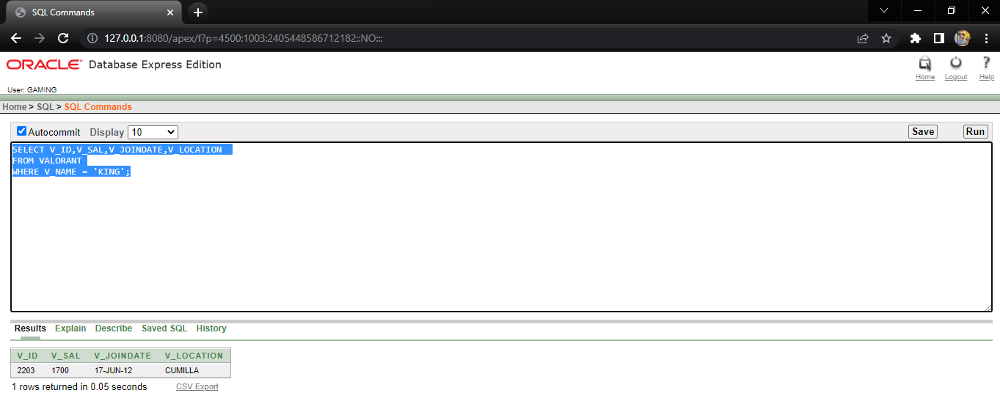 SQL Commands
127.0.0.1:8080/apex/f?p=4500:1003:2405448586712182::NO:::
ORACLE Database Express Edition
Home Logout Help
User: GAMING
Home > SQL > SQL Commands
Autocommit Display 10 Save Run
SELECT V_ID,V_SAL,V_JOINDATE,V_LOCATION
FROM VALORANT
WHERE V_NAME = 'KING';
Results Explain Describe Saved SQL History
V_ID V_SAL V_JOINDATE V_LOCATION
2203 1700 17-JUN-12 CUMILLA
1 rows returned in 0.05 seconds CSV Export